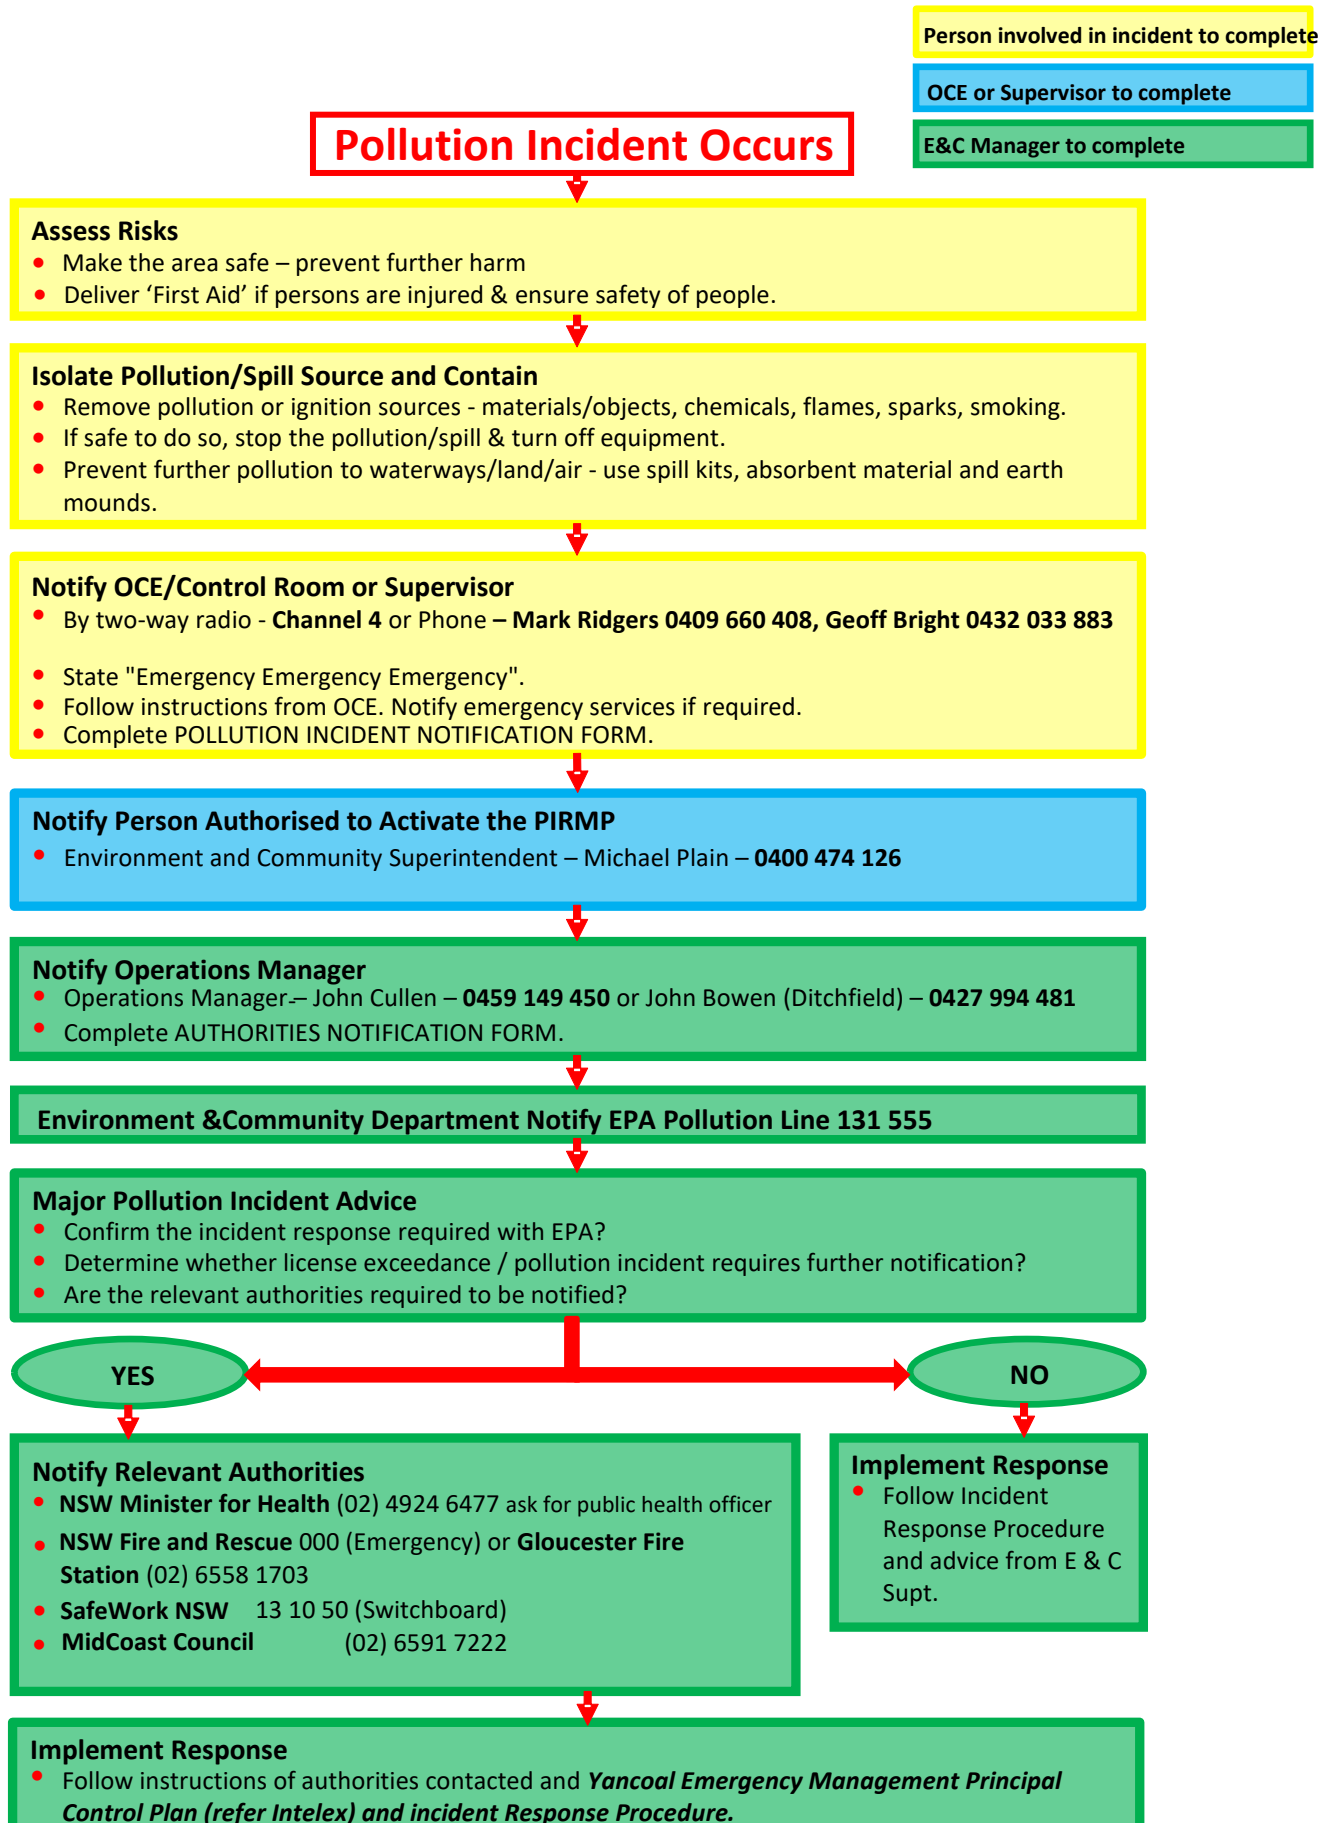 Person involved in incident to complete
OCE or Supervisor to complete
E&C Manager to complete
Pollution Incident Occurs
Assess Risks
• Make the area safe – prevent further harm
• Deliver ‘First Aid’ if persons are injured & ensure safety of people.
Isolate Pollution/Spill Source and Contain
• Remove pollution or ignition sources - materials/objects, chemicals, flames, sparks, smoking.
• If safe to do so, stop the pollution/spill & turn off equipment.
• Prevent further pollution to waterways/land/air - use spill kits, absorbent material and earth
mounds.
Notify OCE/Control Room or Supervisor
• By two-way radio - Channel 4 or Phone – Mark Ridgers 0409 660 408, Geoff Bright 0432 033 883
• State "Emergency Emergency Emergency".
• Follow instructions from OCE. Notify emergency services if required.
• Complete POLLUTION INCIDENT NOTIFICATION FORM.
Notify Person Authorised to Activate the PIRMP
• Environment and Community Superintendent – Michael Plain – 0400 474 126
Notify Operations Manager
• Operations Manager – John Cullen – 0459 149 450 or John Bowen (Ditchfield) – 0427 994 481
• Complete AUTHORITIES NOTIFICATION FORM.
Environment &Community Department Notify EPA Pollution Line 131 555
Major Pollution Incident Advice
• Confirm the incident response required with EPA?
• Determine whether license exceedance / pollution incident requires further notification?
• Are the relevant authorities required to be notified?
YES
NO
Notify Relevant Authorities
• NSW Minister for Health (02) 4924 6477 ask for public health officer
• NSW Fire and Rescue 000 (Emergency) or Gloucester Fire
Station (02) 6558 1703
• SafeWork NSW 13 10 50 (Switchboard)
• MidCoast Council (02) 6591 7222
Implement Response
• Follow Incident
Response Procedure
and advice from E & C
Supt.
Implement Response
• Follow instructions of authorities contacted and Yancoal Emergency Management Principal
Control Plan (refer Intelex) and incident Response Procedure.